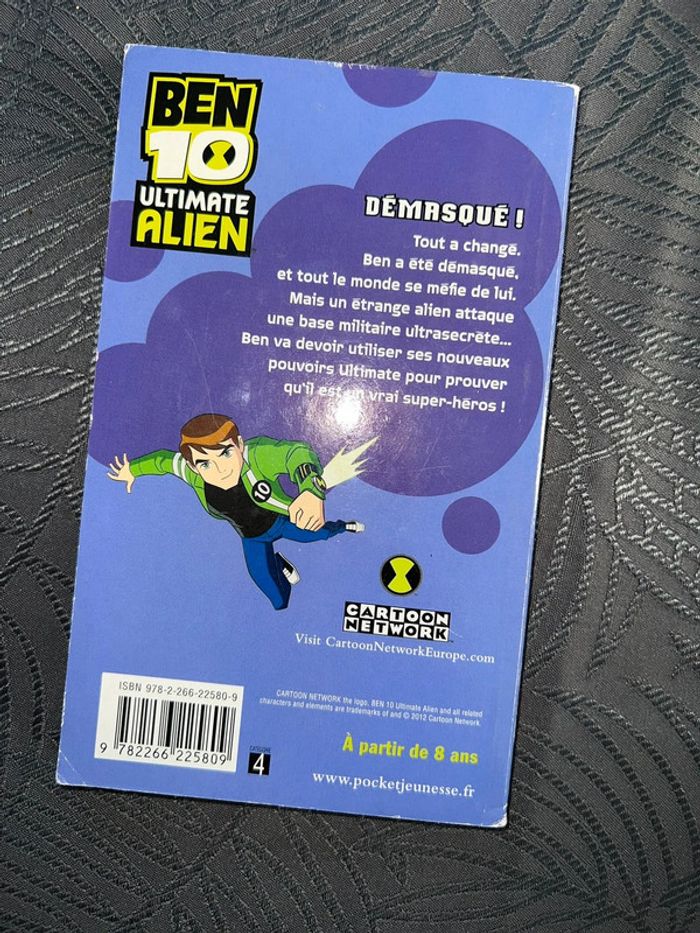 BEN
10
ULTIMATE
ALIEN
DÉMASQUÉ !
Tout a changé.
Ben a été démasqué,
et tout le monde se méfie de lui.
Mais un étrange alien attaque
une base militaire ultrasecrète...
Ben va devoir utiliser ses nouveaux
pouvoirs Ultimate pour prouver
qu'il est un vrai super-héros !
10
CARTOON
NETWORK
Visit CartoonNetworkEurope.com
ISBN 978-2-266-22580-9
9 782266 225809
CATÉGORIE
4
CARTOON NETWORK the logo, BEN 10 Ultimate Alien and all related
characters and elements are trademarks of and © 2012 Cartoon Network.
À partir de 8 ans
www.pocketjeunesse.fr